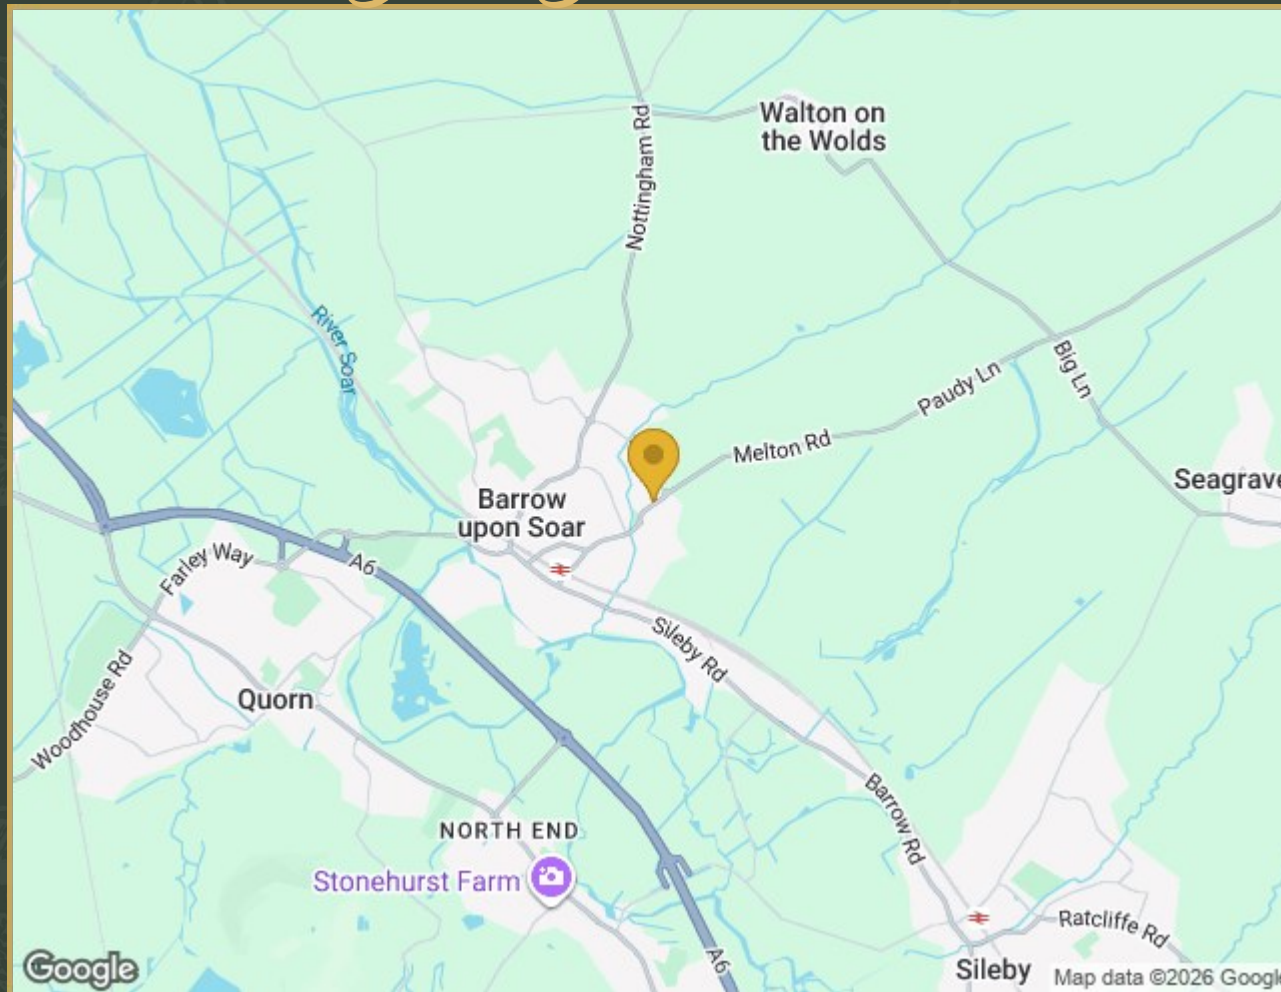 Walton on
the Wolds
Nottingham Rd
River Soar
Big Ln
Paudy Ln
Melton Rd
Seagrave
Barrow
upon Soar
A6
Farley Way
Sileby Rd
Woodhouse Rd
Quorn
Barrow Rd
NORTH END
Stonehurst Farm
Ratcliffe Rd
A6
Sileby
Google
Map data ©2026 Google